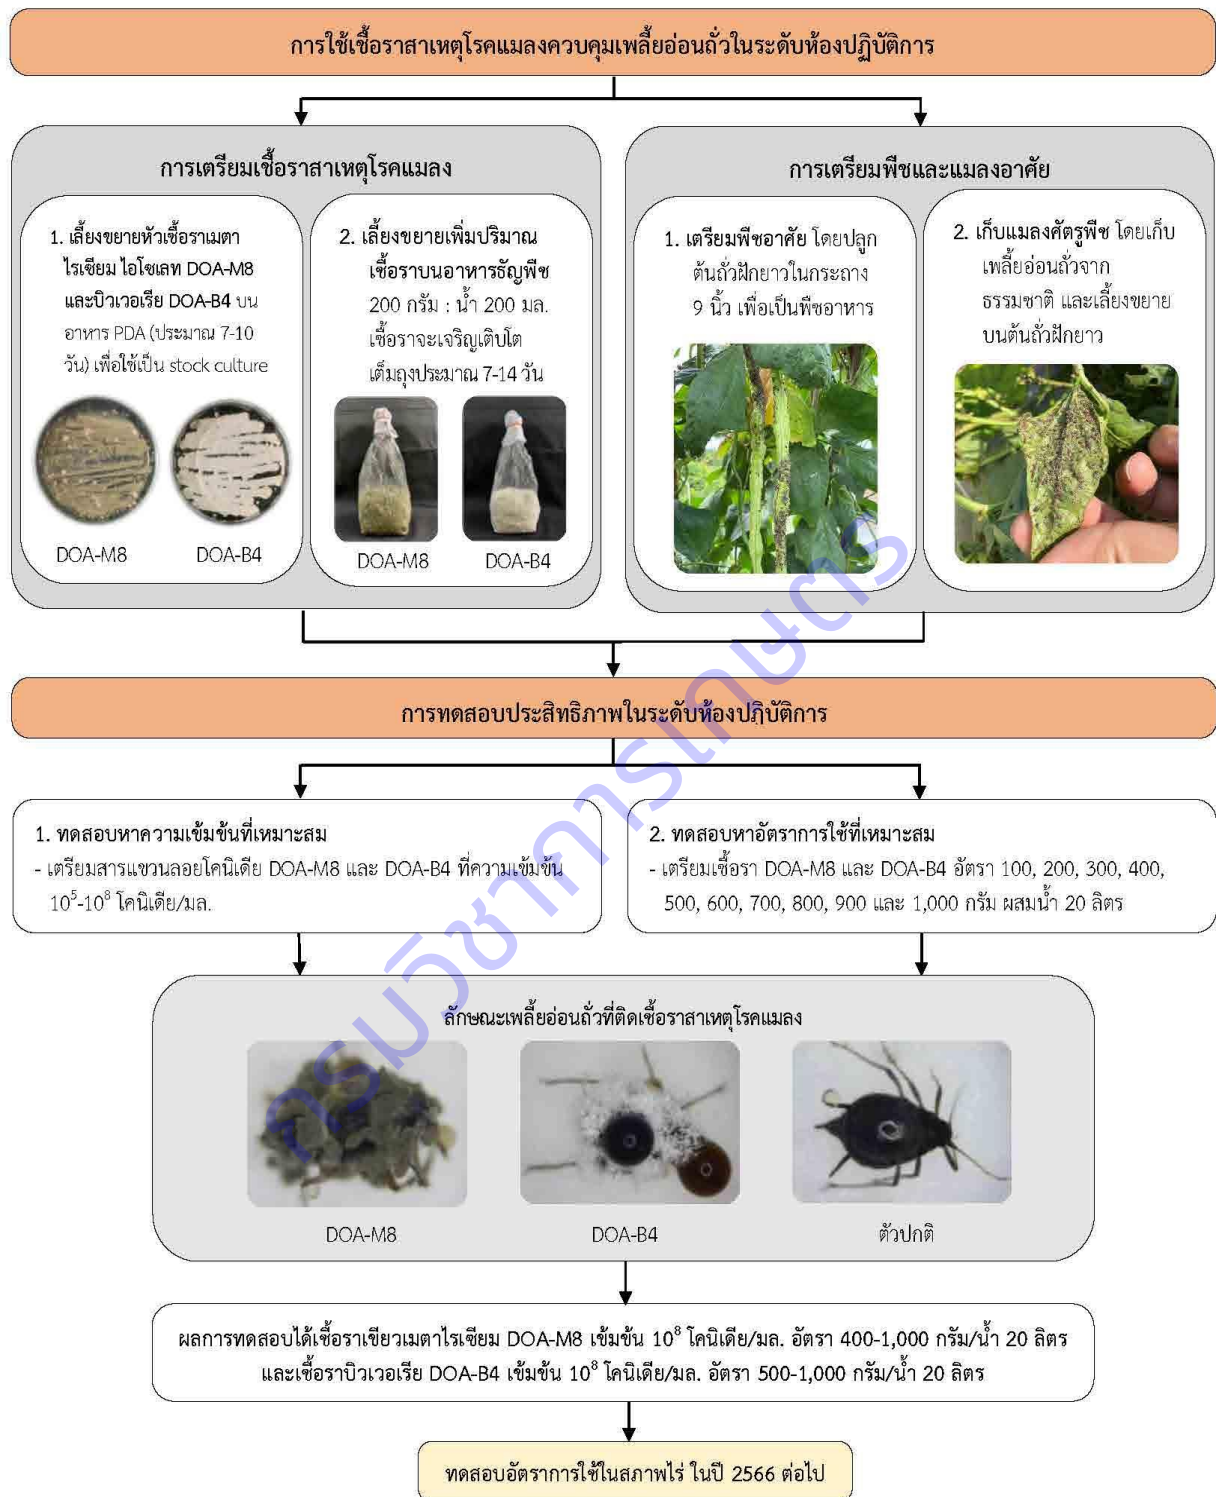 การใช้เชื้อราสาเหตุโรคแมลงควบคุมเพลี้ยอ่อนถั่วในระดับห้องปฏิบัติการ
การเตรียมเชื้อราสาเหตุโรคแมลง
1. เลี้ยงขยายหัวเชื้อราเมตา
ไรเซียม ไอโซเลท DOA-M8
และบิวเวอเรีย DOA-B4 บน
อาหาร PDA (ประมาณ 7-10
วัน) เพื่อใช้เป็น stock culture
DOA-M8
DOA-B4
2. เลี้ยงขยายเพิ่มปริมาณ
เชื้อราบนอาหารธัญพืช
200 กรัม : น้ำ 200 มล.
เชื้อราจะเจริญเติบโต
เต็มถุงประมาณ 7-14 วัน
DOA-M8
DOA-B4
การเตรียมพืชและแมลงอาศัย
1. เตรียมพืชอาศัย โดยปลูก
ต้นถั่วฝักยาวในกระถาง
9 นิ้ว เพื่อเป็นพืชอาหาร
2. เก็บแมลงศัตรูพืช โดยเก็บ
เพลี้ยอ่อนถั่วจาก
ธรรมชาติ และเลี้ยงขยาย
บนต้นถั่วฝักยาว
การทดสอบประสิทธิภาพในระดับห้องปฏิบัติการ
1. ทดสอบหาความเข้มข้นที่เหมาะสม
- เตรียมสารแขวนลอยโคนิเดีย DOA-M8 และ DOA-B4 ที่ความเข้มข้น
10⁵-10⁸ โคนิเดีย/มล.
2. ทดสอบหาอัตราการใช้ที่เหมาะสม
- เตรียมเชื้อรา DOA-M8 และ DOA-B4 อัตรา 100, 200, 300, 400,
500, 600, 700, 800, 900 และ 1,000 กรัม ผสมน้ำ 20 ลิตร
ลักษณะเพลี้ยอ่อนถั่วที่ติดเชื้อราสาเหตุโรคแมลง
DOA-M8
DOA-B4
ตัวปกติ
ผลการทดสอบได้เชื้อราเขียวเมตาไรเซียม DOA-M8 เข้มข้น 10⁸ โคนิเดีย/มล. อัตรา 400-1,000 กรัม/น้ำ 20 ลิตร
และเชื้อราบิวเวอเรีย DOA-B4 เข้มข้น 10⁸ โคนิเดีย/มล. อัตรา 500-1,000 กรัม/น้ำ 20 ลิตร
ทดสอบอัตราการใช้ในสภาพไร่ ในปี 2566 ต่อไป
กรมวิชาการเกษตร